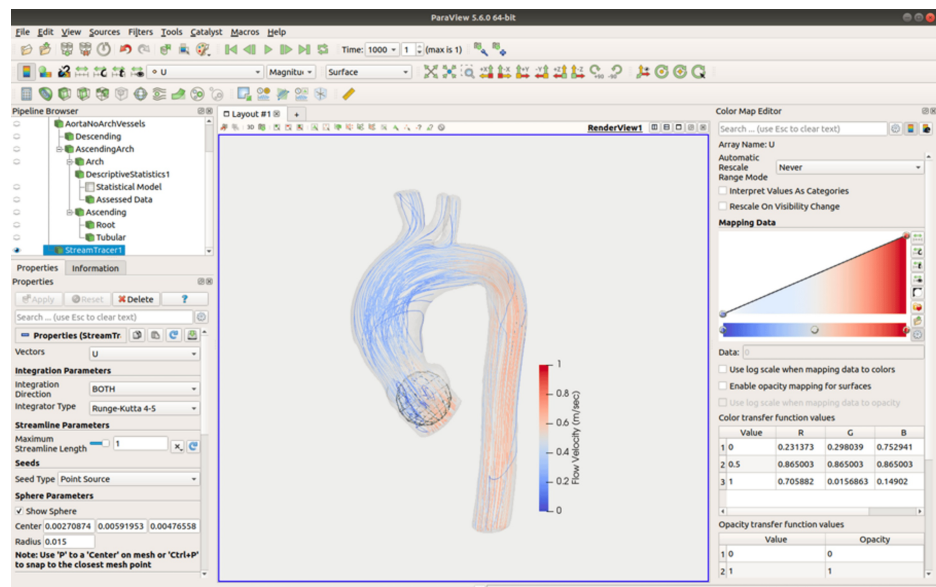 ParaView 5.6.0 64-bit
File Edit View Sources Filters Tools Catalyst Macros Help
Time: 1000 1 (max is 1)
U Magnitu Surface
Pipeline Browser
AortaNoArchVessels
Descending
AscendingArch
Arch
DescriptiveStatistics1
Statistical Model
Assessed Data
Ascending
Root
Tubular
StreamTracer1
Properties Information
Properties
Apply Reset Delete ?
Search ... (use Esc to clear text)
Properties (StreamTr
Vectors U
Integration Parameters
Integration
Direction BOTH
Integrator Type Runge-Kutta 4-5
Streamline Parameters
Maximum
Streamline Length 1
Seeds
Seed Type Point Source
Sphere Parameters
Show Sphere
Center 0.00270874 0.00591953 0.00476558
Radius 0.015
Note: Use 'P' to a 'Center' on mesh or 'Ctrl+P'
to snap to the closest mesh point
Layout #1 +
3D
RenderView1
1
0.8
0.6
0.4
0.2
0
Flow Velocity (m/sec)
Color Map Editor
Search ... (use Esc to clear text)
Array Name: U
Automatic
Rescale
Range Mode
Never
Interpret Values As Categories
Rescale On Visibility Change
Mapping Data
Data: 0
Use log scale when mapping data to colors
Enable opacity mapping for surfaces
Use log scale when mapping data to opacity
Color transfer function values
Value R G B
1 0 0.231373 0.298039 0.752941
2 0.5 0.865003 0.865003 0.865003
3 1 0.705882 0.0156863 0.14902
Opacity transfer function values
Value Opacity
1 0 0
2 1 1